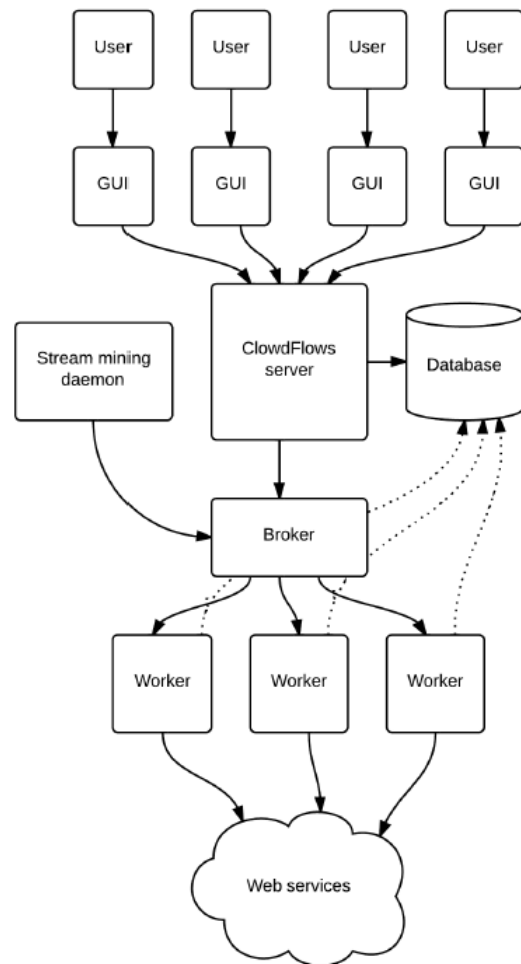 User
User
User
User
GUI
GUI
GUI
GUI
ClowdFlows
server
Stream mining
daemon
Database
Broker
Worker
Worker
Worker
Web services